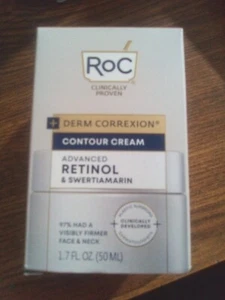 RoC
CLINICALLY
PROVEN
+ DERM CORREXION®
CONTOUR CREAM
ADVANCED
RETINOL
& SWERTIAMARIN
97% HAD A
VISIBLY FIRMER
FACE & NECK
CLINICALLY
DEVELOPED
1.7 FL OZ (50 ML)